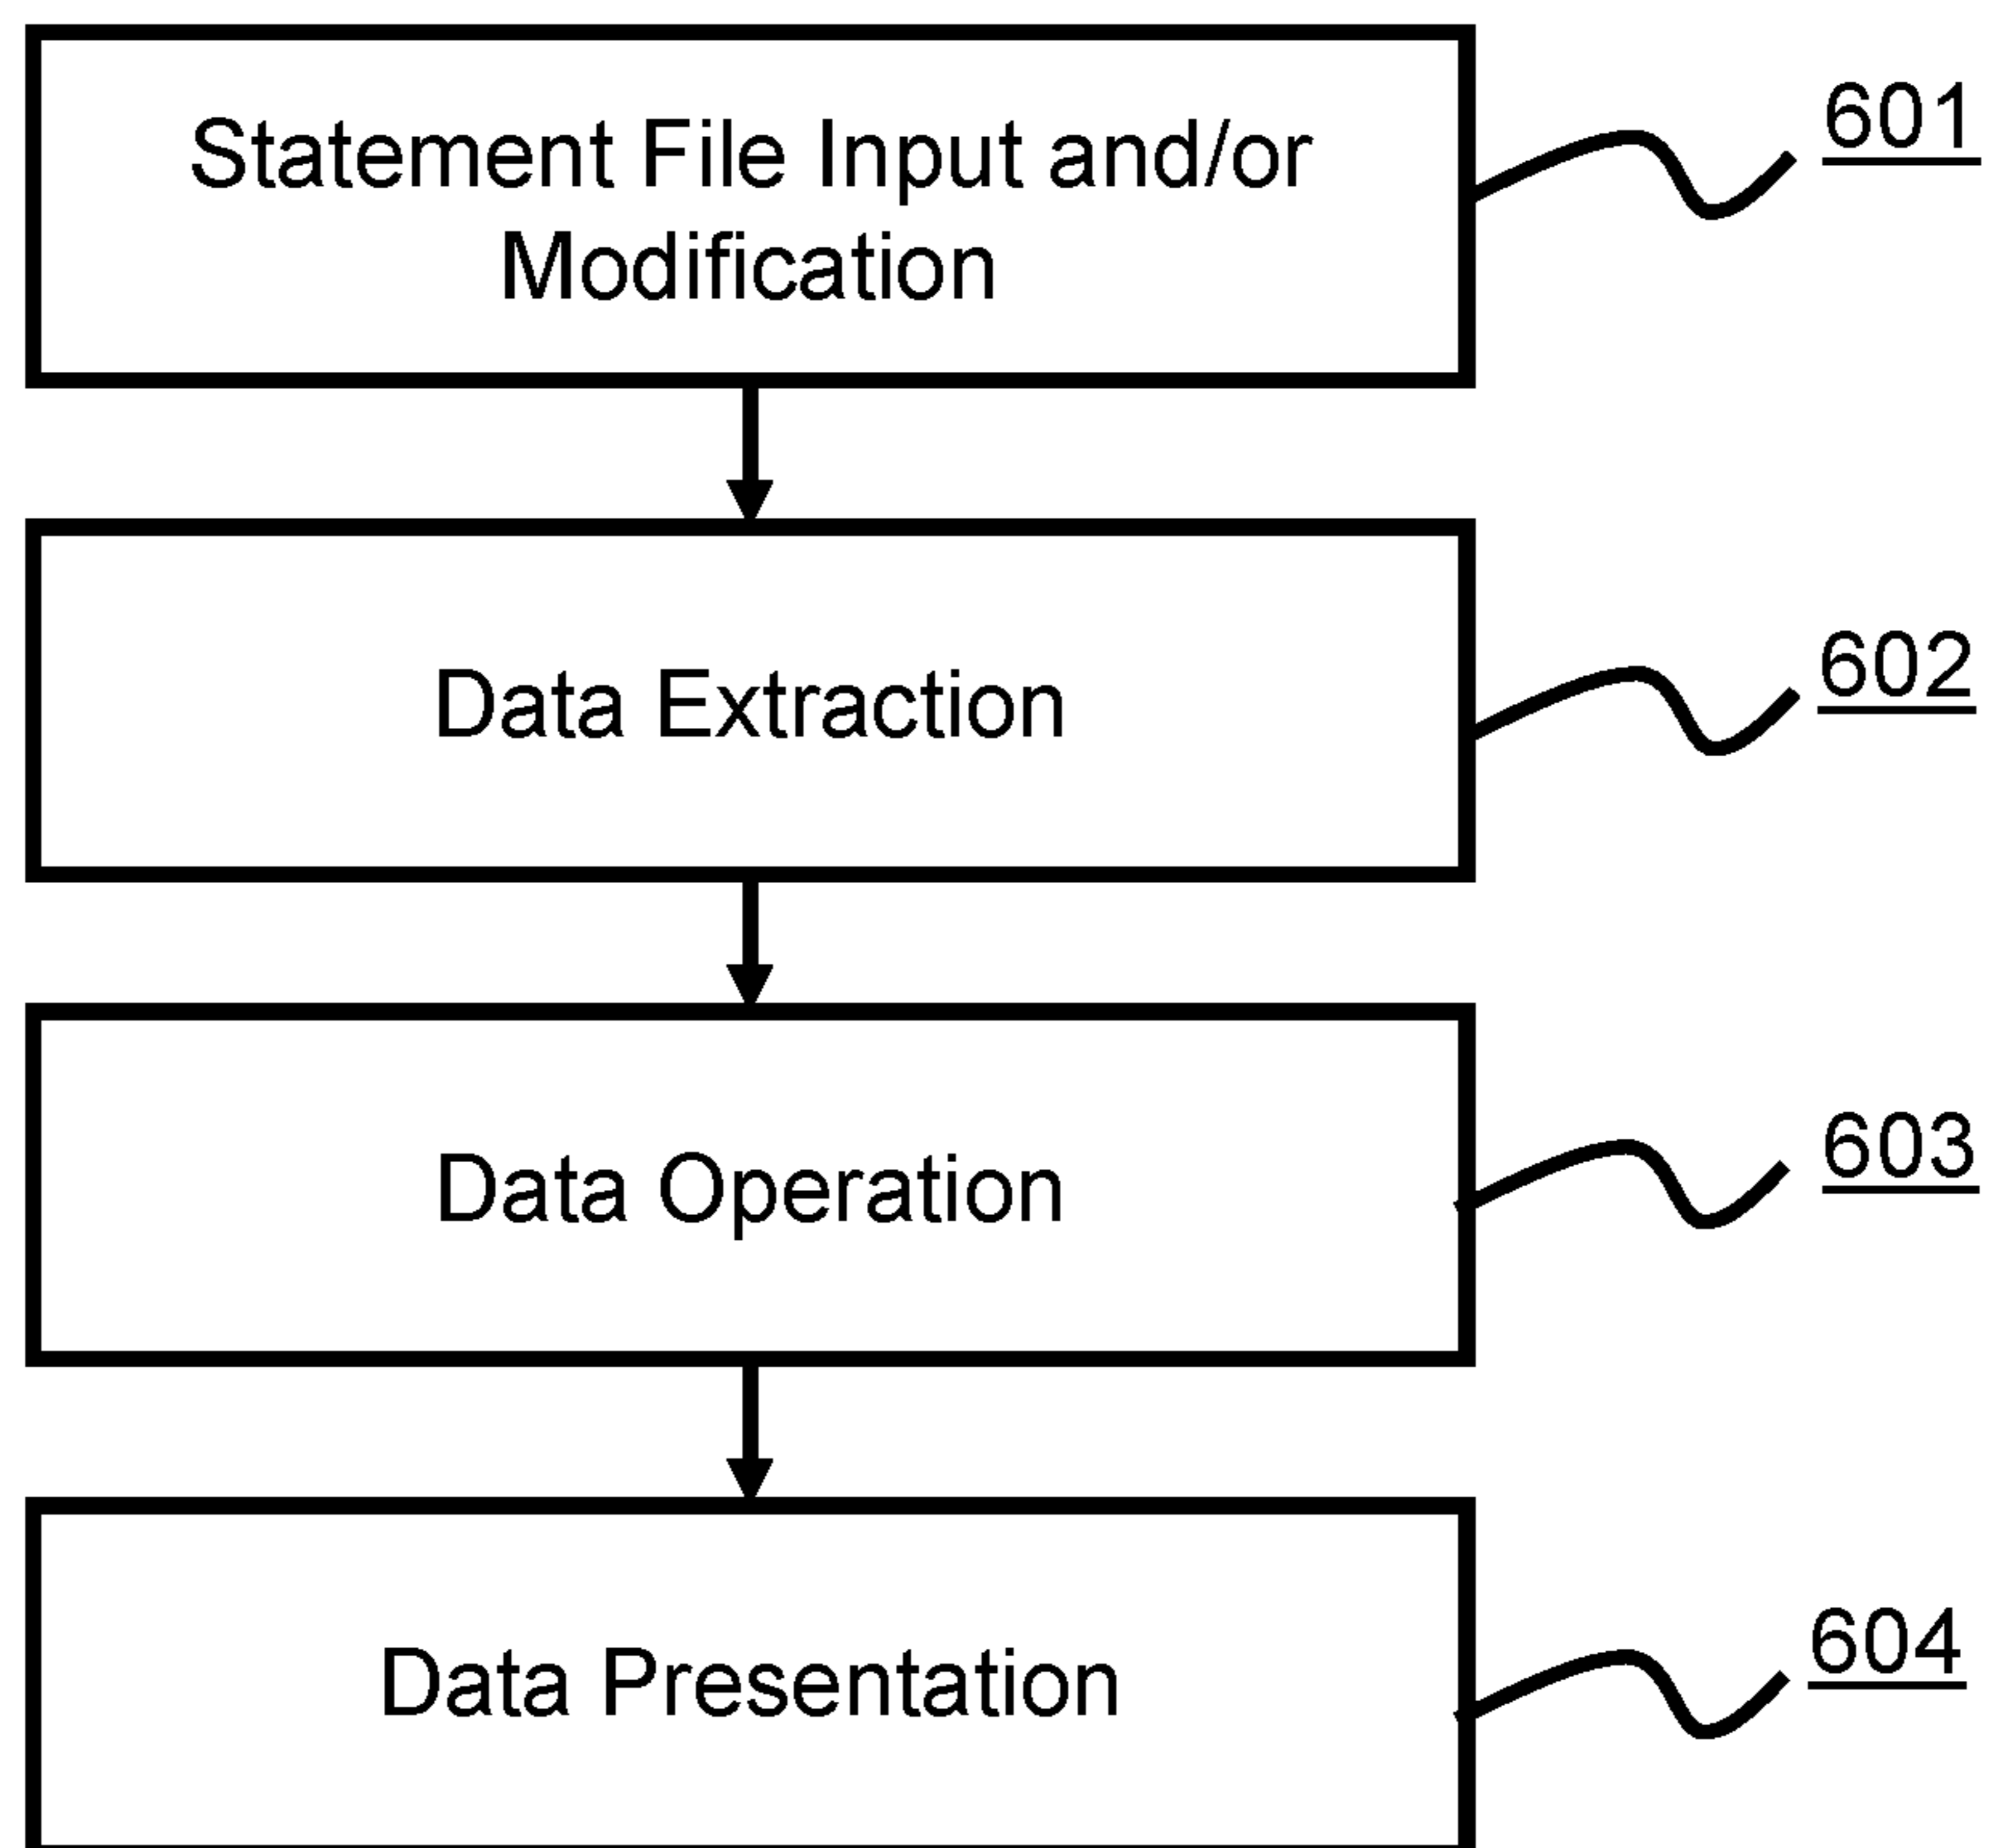 Statement File Input and/or
Modification
601
Data Extraction
602
Data Operation
603
Data Presentation
604